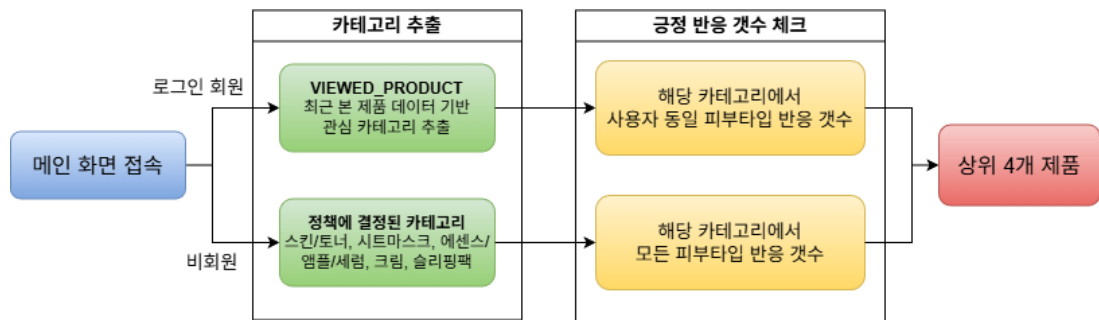 카테고리 추출
긍정 반응 갯수 체크
로그인 회원
VIEWED_PRODUCT
최근 본 제품 데이터 기반
관심 카테고리 추출
해당 카테고리에서
사용자 동일 피부타입 반응 갯수
메인 화면 접속
상위 4개 제품
정책에 결정된 카테고리
스킨/토너, 시트마스크, 에센스/
앰플/세럼, 크림, 슬리핑팩
해당 카테고리에서
모든 피부타입 반응 갯수
비회원